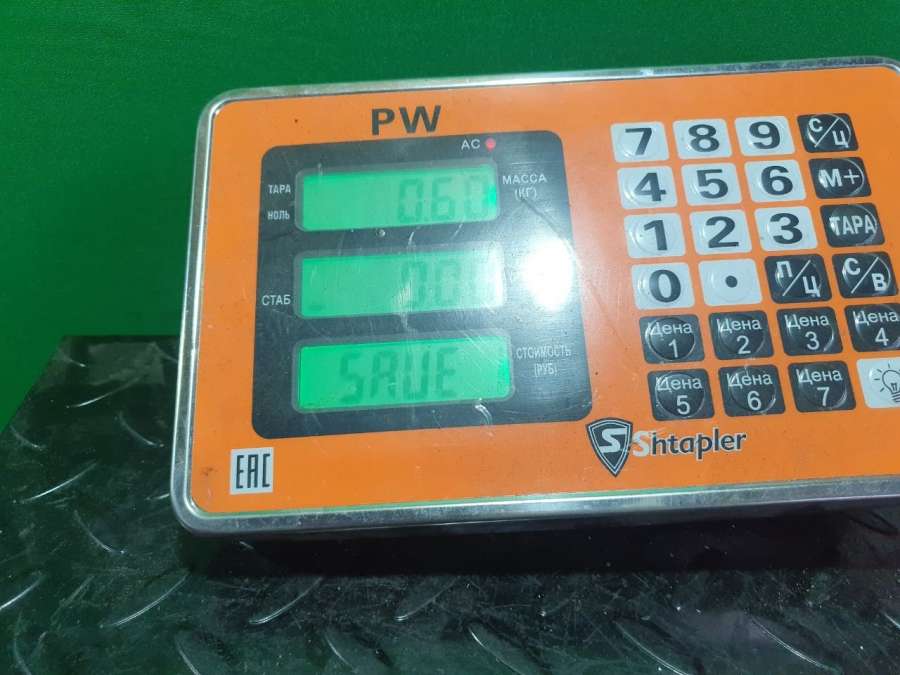 PW
AC
ТАРА
НОЛЬ
0.60
МАССА
(КГ)
СТАБ
SAVE
СТОИМОСТЬ
(РУБ)
7 8 9 С/Ц
4 5 6 М+
1 2 3 ТАРА
0 . П/Ц С/В
Цена 1 Цена 2 Цена 3 Цена 4
Цена 5 Цена 6 Цена 7
S Shtapler
EAC